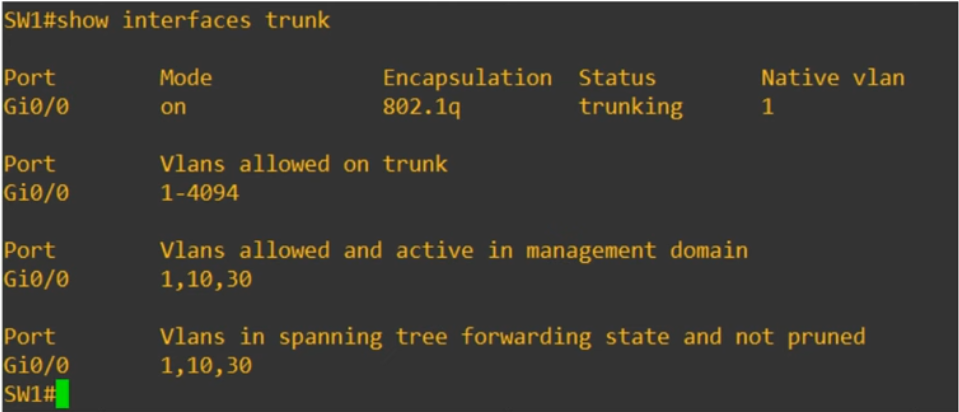 SW1#show interfaces trunk
Port Mode Encapsulation Status Native vlan
Gi0/0 on 802.1q trunking 1
Port Vlans allowed on trunk
Gi0/0 1-4094
Port Vlans allowed and active in management domain
Gi0/0 1,10,30
Port Vlans in spanning tree forwarding state and not pruned
Gi0/0 1,10,30
SW1#